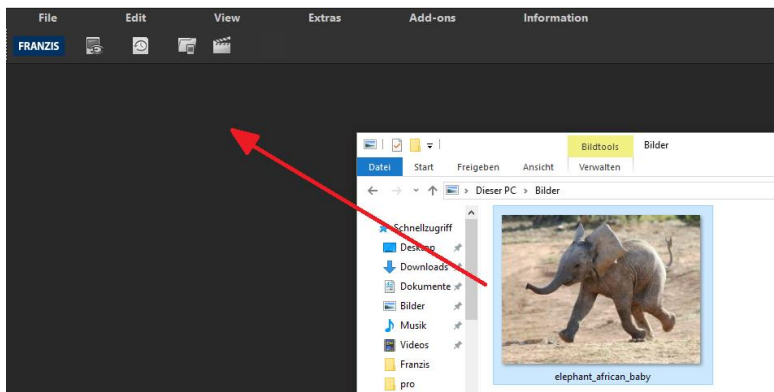 File Edit View Extras Add-ons Information
FRANZIS
Bildtools Bilder
Datei Start Freigeben Ansicht Verwalten
Dieser PC > Bilder
Schnellzugriff
Desktop
Downloads
Dokumente
Bilder
Musik
Videos
Franzis
pro
elephant_african_baby